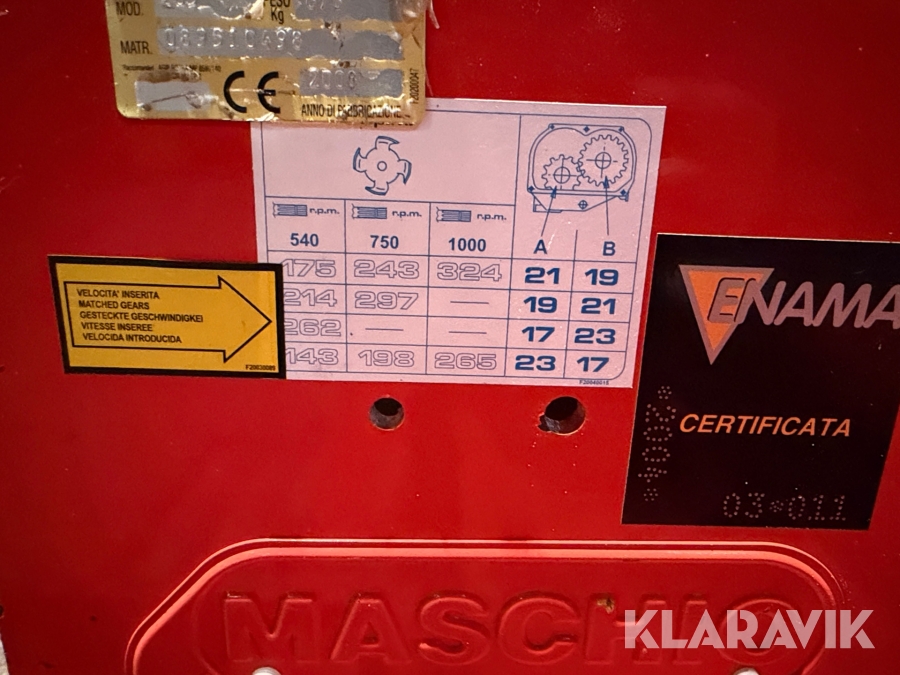 MOD.
PESO
Kg
MATR.
CE
ANNO DI FABBRICAZIONE
F20200047
r.p.m. r.p.m. r.p.m.
540 750 1000 A B
175 243 324 21 19
214 297 — 19 21
262 — — 17 23
143 198 265 23 17
F20840015
VELOCITA' INSERITA
MATCHED GEARS
GESTECKTE GESCHWINDIGKEI
VITESSE INSEREE
VELOCIDA INTRODUCIDA
ENAMA
CERTIFICATA
03*011
MASCHIO
KLARAVIK